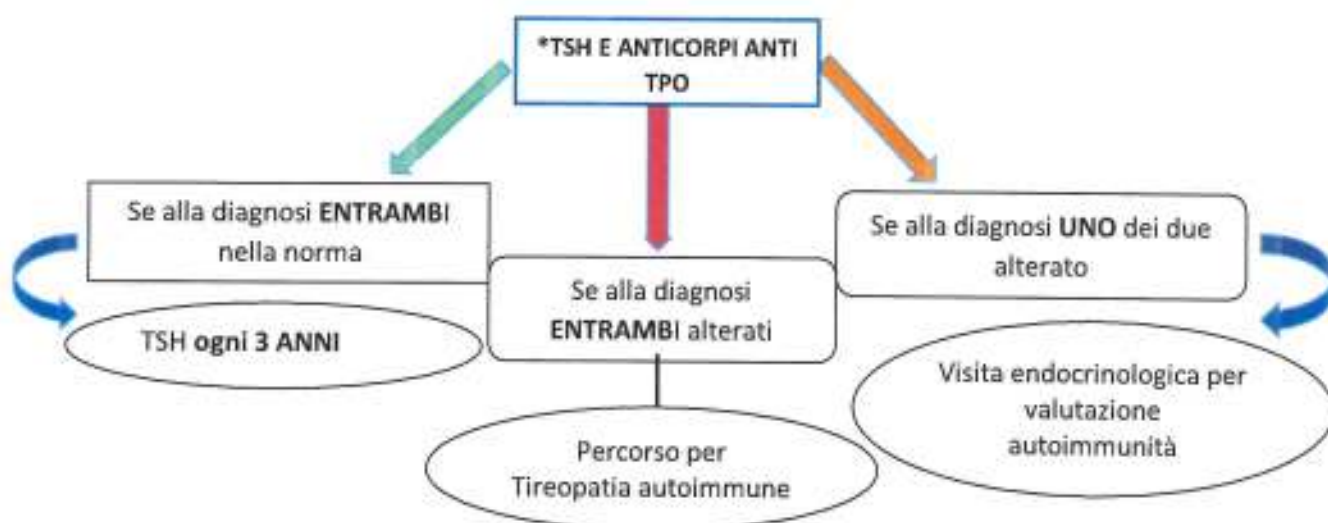 *TSH E ANTICORPI ANTI
TPO
Se alla diagnosi ENTRAMBI
nella norma
TSH ogni 3 ANNI
Se alla diagnosi
ENTRAMBI alterati
Percorso per
Tireopatia autoimmune
Se alla diagnosi UNO dei due
alterato
Visita endocrinologica per
valutazione
autoimmunità